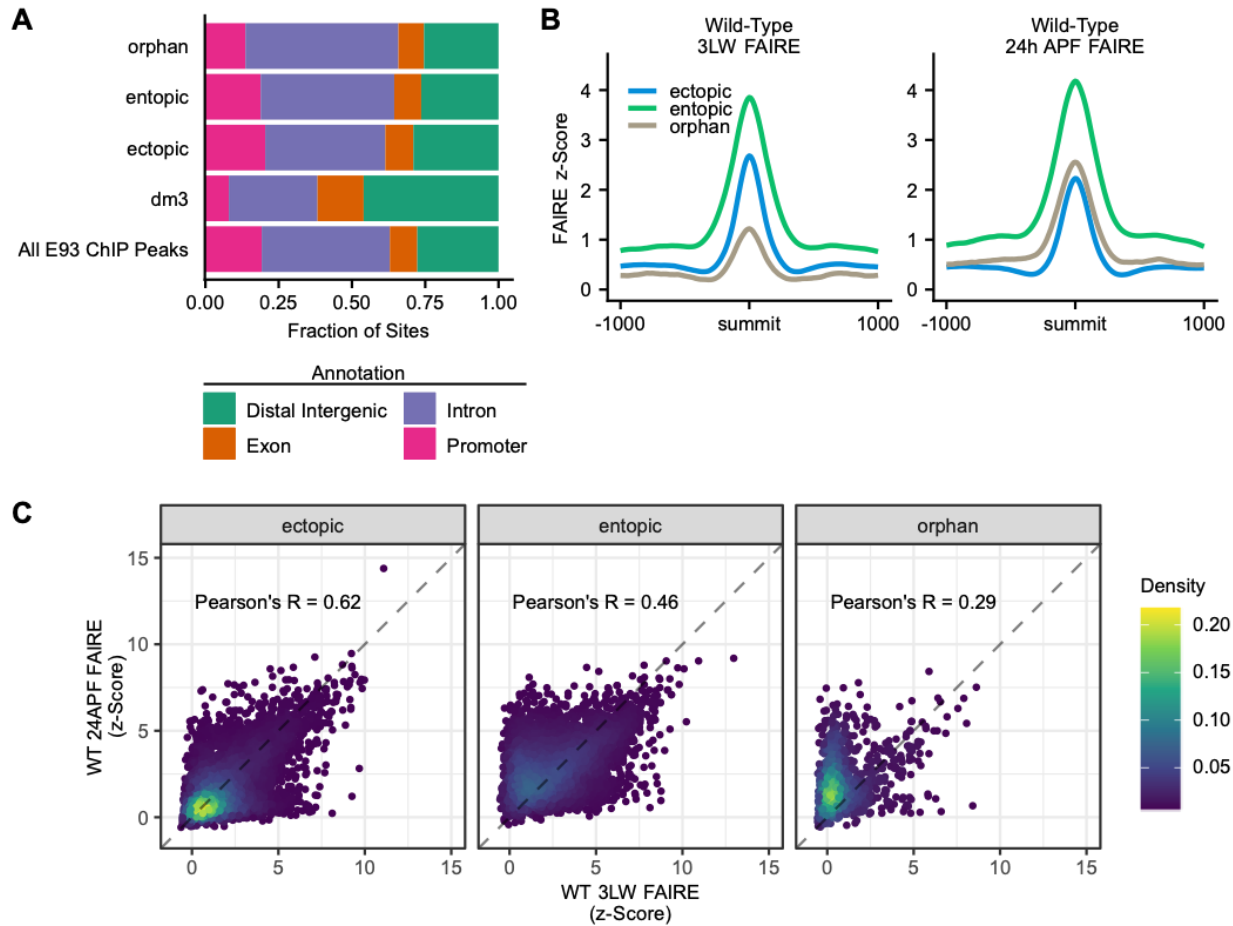 A
orphan
entopic
ectopic
dm3
All E93 ChIP Peaks
0.00 0.25 0.50 0.75 1.00
Fraction of Sites
Annotation
Distal Intergenic Intron
Exon Promoter
B
Wild-Type
3LW FAIRE
Wild-Type
24h APF FAIRE
FAIRE z-Score
4
3
2
1
0
ectopic
entopic
orphan
-1000 summit 1000
4
3
2
1
0
-1000 summit 1000
C
ectopic entopic orphan
WT 24APF FAIRE
(z-Score)
15
10
5
0
Pearson's R = 0.62 Pearson's R = 0.46 Pearson's R = 0.29
0 5 10 15 0 5 10 15 0 5 10 15
WT 3LW FAIRE
(z-Score)
Density
0.20
0.15
0.10
0.05